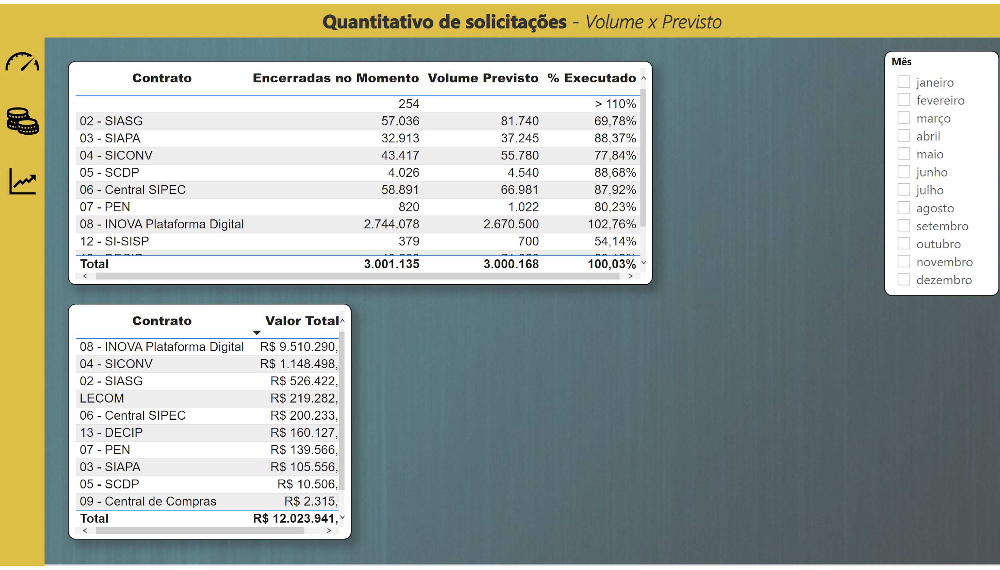 Quantitativo de solicitações - Volume x Previsto
Contrato Encerradas no Momento Volume Previsto % Executado
254 > 110%
02 - SIASG 57.036 81.740 69,78%
03 - SIAPA 32.913 37.245 88,37%
04 - SICONV 43.417 55.780 77,84%
05 - SCDP 4.026 4.540 88,68%
06 - Central SIPEC 58.891 66.981 87,92%
07 - PEN 820 1.022 80,23%
08 - INOVA Plataforma Digital 2.744.078 2.670.500 102,76%
12 - SI-SISP 379 700 54,14%
Total 3.001.135 3.000.168 100,03%
Contrato Valor Total
08 - INOVA Plataforma Digital R$ 9.510.290,
04 - SICONV R$ 1.148.498,
02 - SIASG R$ 526.422,
LECOM R$ 219.282,
06 - Central SIPEC R$ 200.233,
13 - DECIP R$ 160.127,
07 - PEN R$ 139.566,
03 - SIAPA R$ 105.556,
05 - SCDP R$ 10.506,
09 - Central de Compras R$ 2.315,
Total R$ 12.023.941,
Mês
janeiro
fevereiro
março
abril
maio
junho
julho
agosto
setembro
outubro
novembro
dezembro